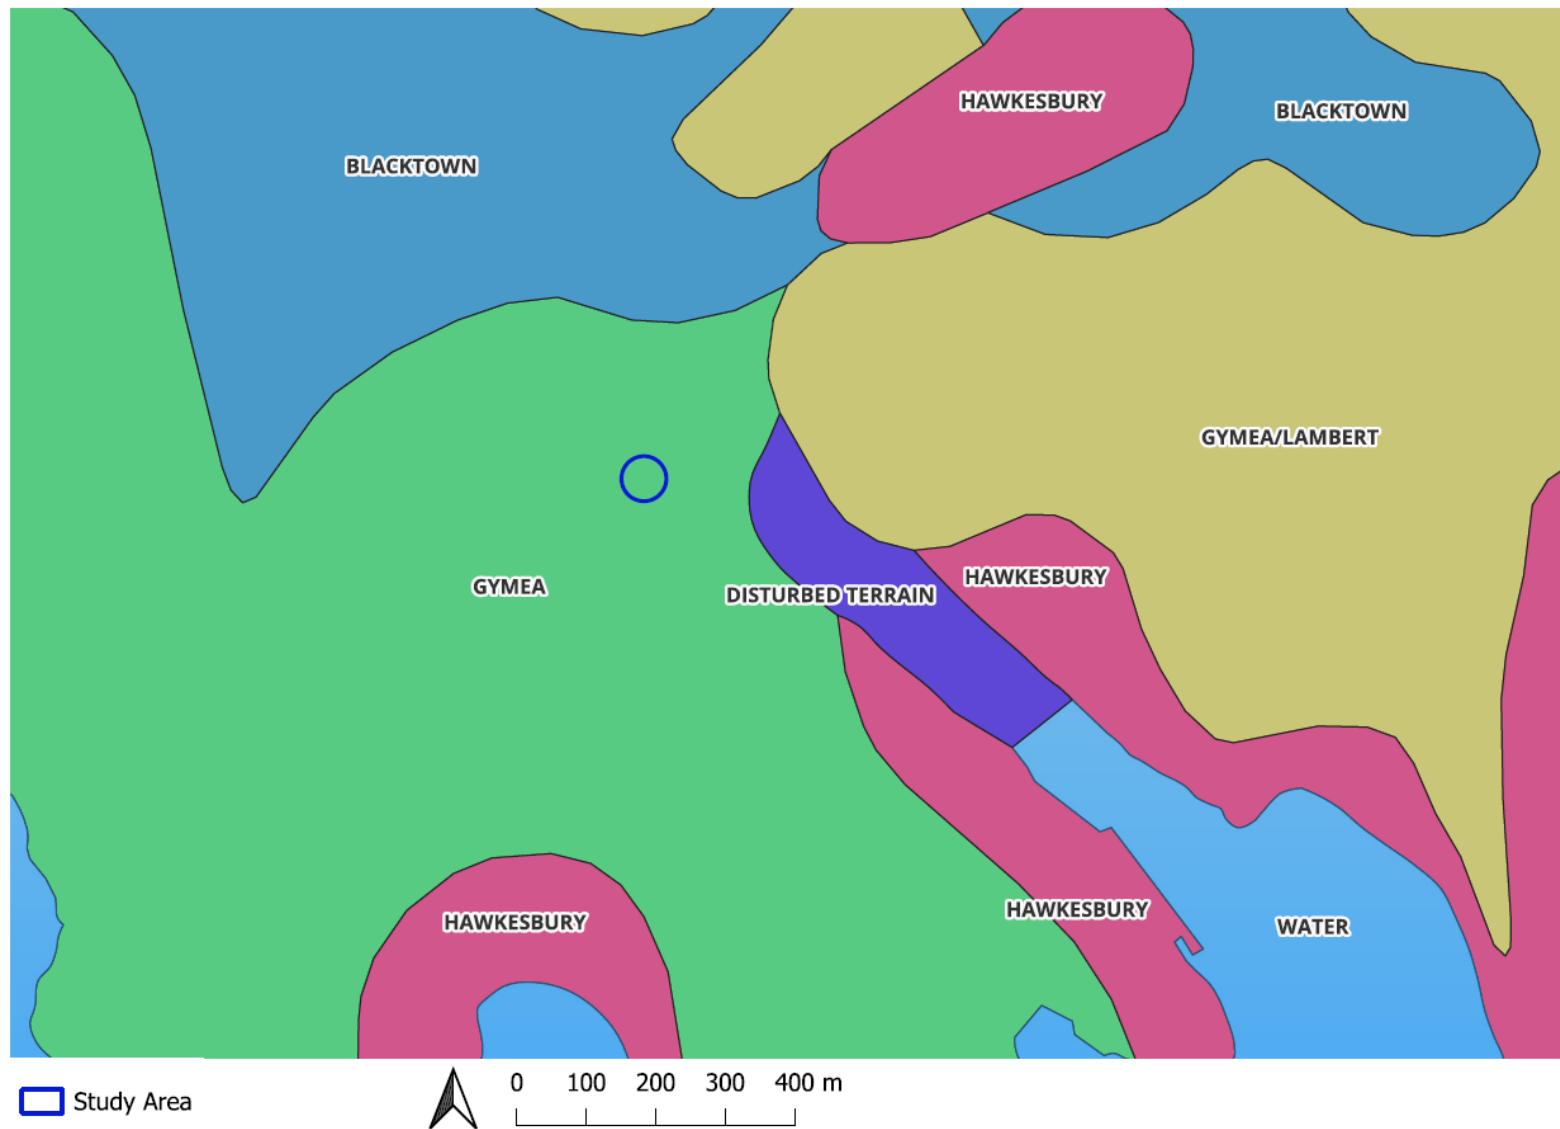 HAWKESBURY
BLACKTOWN
BLACKTOWN
GYMEA/LAMBERT
HAWKESBURY
GYMEA
DISTURBED TERRAIN
HAWKESBURY
HAWKESBURY
WATER
Study Area
0 100 200 300 400 m